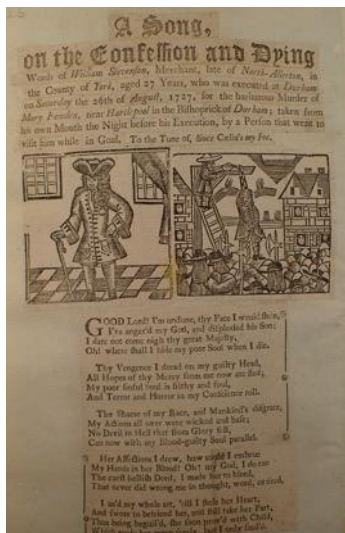 A Song,
on the Confession and Dying
Words of William Stevenson, Merchant, late of North-Allerton, in
the County of York, aged 27 Years, who was executed at Durham
on Saturday the 26th of August, 1727, for the barbarous Murder of
Mary Fawden, near Hartlepool in the Bishoprick of Durham; taken from
his own Mouth the Night before his Execution, by a Person that went to
visit him while in Goal. To the Tune of, Since Cælia's my Foe.
GOOD Lord! I'm undone, thy Face I would shun,
I've anger'd my God, and displeas'd his Son;
I dare not come nigh thy great Majesty,
Oh! where shall I hide my poor Soul when I die.
Thy Vengence I dread on my guilty Head,
All Hopes of thy Mercy from me now are fled;
My poor sinful Soul is filthy and foul,
And Terror and Horror in my Conscience roll.
The Shame of my Race, and Mankind's disgrace,
My Actions all over were wicked and base;
No Devil in Hell that from Glory fell,
Can now with my Blood-guilty Soul parallel.
Her Affections I drew, how could I embrue
My Hands in her Blood! Oh! my God, I do rue
The curst hellish Deed, I made her to bleed,
That never did wrong me in thought, word, or deed.
I us'd my whole art, 'till I stole her Heart,
And swore to befriend her, and still take her Part,
Thus being beguil'd, she soon prov'd with Child,